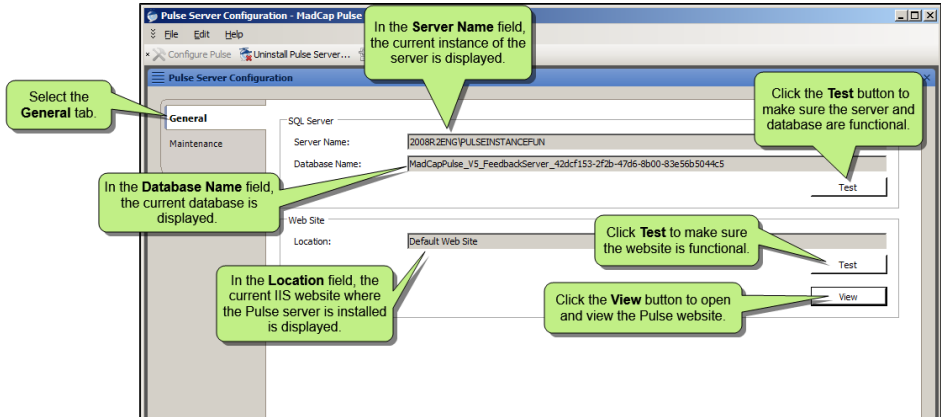 Pulse Server Configuration - MadCap Pulse
In the Server Name field,
the current instance of the
server is displayed.
File Edit Help
Configure Pulse Uninstall Pulse Server...
Pulse Server Configuration
Select the
General tab.
Click the Test button to
make sure the server and
database are functional.
General
Maintenance
SQL Server
Server Name: 2008R2ENG\PULSEINSTANCEFUN
Database Name: MadCapPulse_V5_FeedbackServer_42dcf153-2f2b-47d6-8b00-83e56b5044c5
Test
In the Database Name field,
the current database is
displayed.
Web Site
Location: Default Web Site
Click Test to make sure
the website is functional.
Test
In the Location field, the
current IIS website where
the Pulse server is installed
is displayed.
Click the View button to open
and view the Pulse website.
View